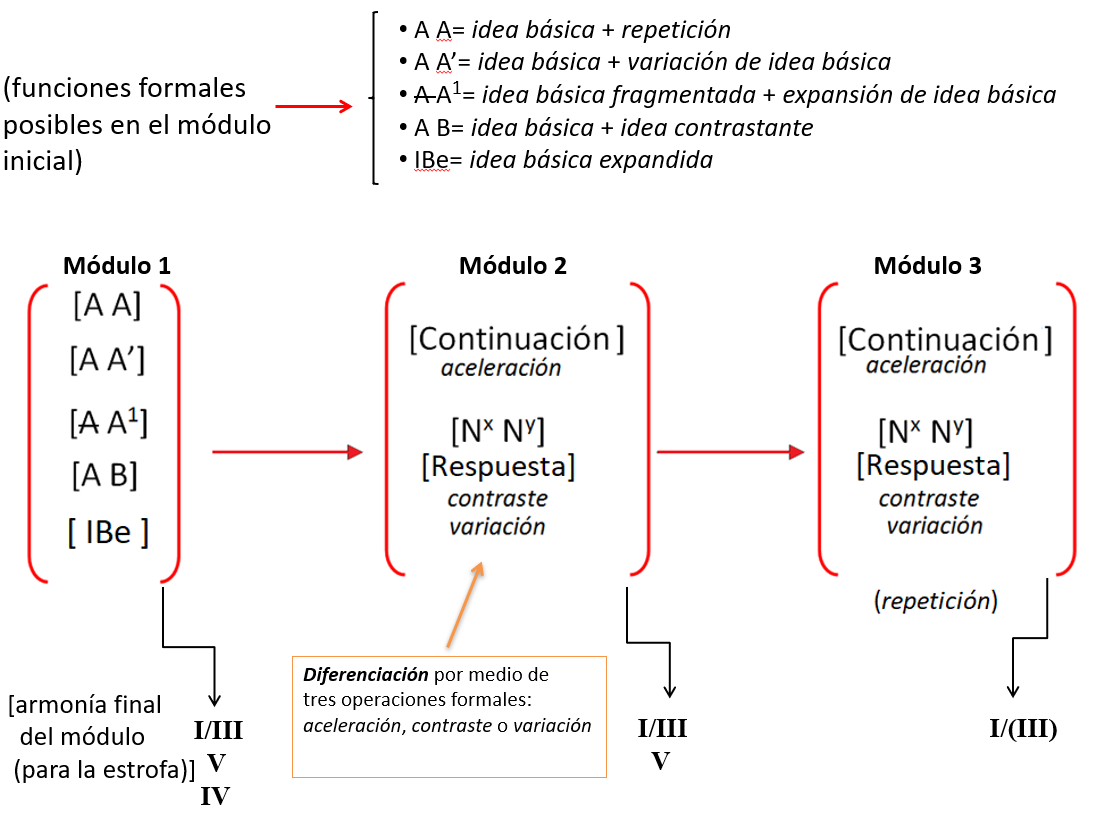 (funciones formales
posibles en el módulo
inicial)
• A A= idea básica + repetición
• A A’= idea básica + variación de idea básica
• A A¹= idea básica fragmentada + expansión de idea básica
• A B= idea básica + idea contrastante
• IBe= idea básica expandida
Módulo 1
[A A]
[A A’]
[A A¹]
[A B]
[ IBe ]
Módulo 2
[Continuación]
aceleración
[Nˣ Nʸ]
[Respuesta]
contraste
variación
Módulo 3
[Continuación]
aceleración
[Nˣ Nʸ]
[Respuesta]
contraste
variación
(repetición)
Diferenciación por medio de
tres operaciones formales:
aceleración, contraste o variación
[armonía final
del módulo
(para la estrofa)]
I/III
V
IV
I/III
V
I/(III)